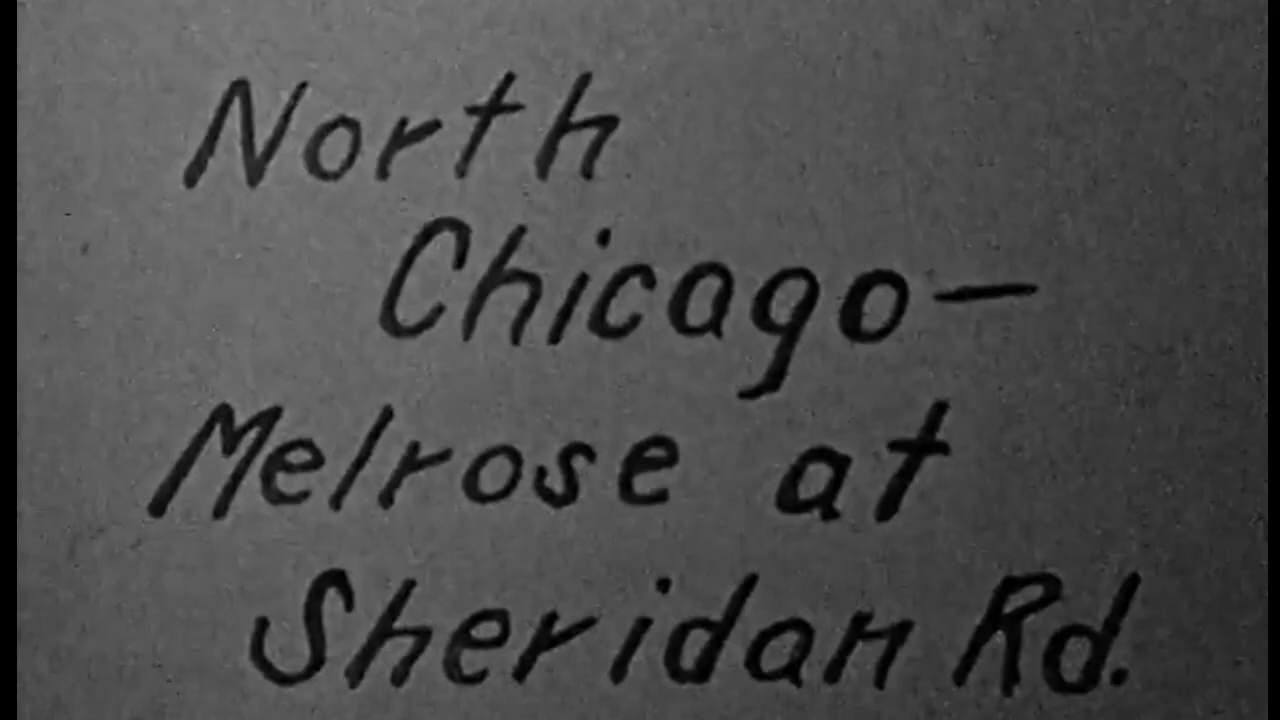 North
Chicago—
Melrose at
Sheridan Rd.